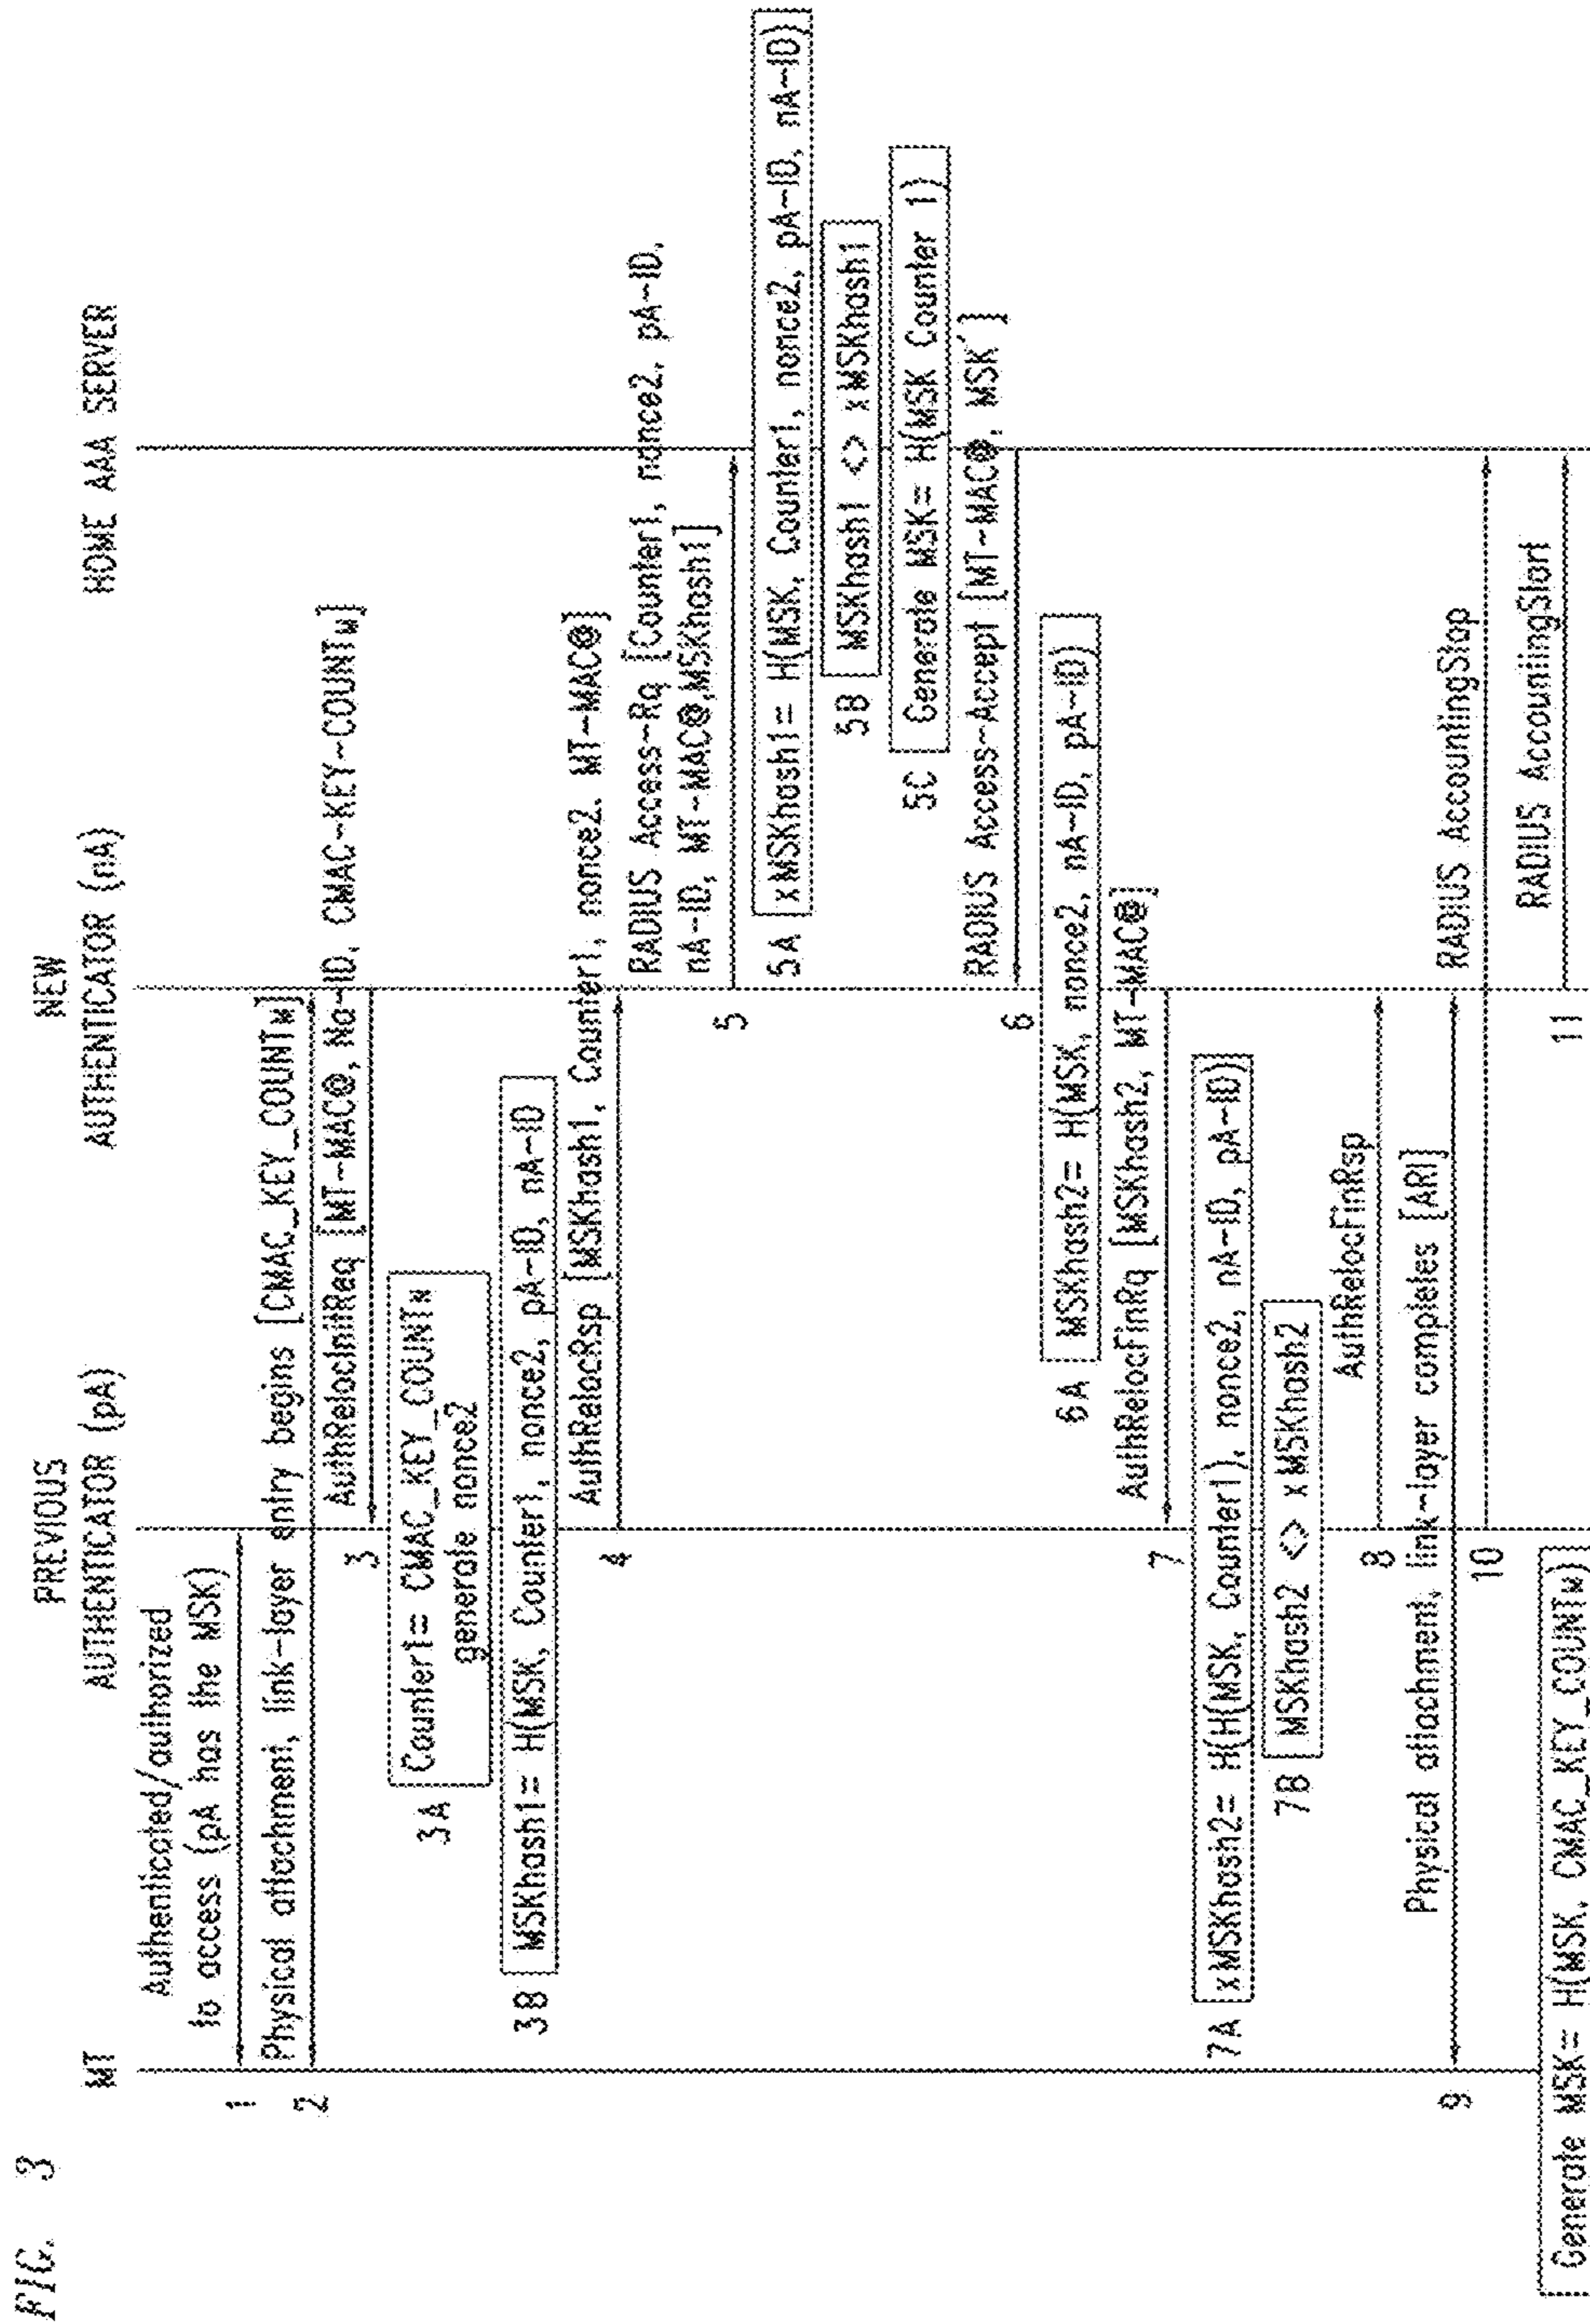 FIG. 3
MT
PREVIOUS
AUTHENTICATOR (pA)
NEW
AUTHENTICATOR (nA)
HOME AAA SERVER
Authenticated/authorized
to access (pA has the MSK)
1
Physical attachment, link-layer entry begins [CMAC_KEY_COUNTM]
2
AuthRelocInitReq [MT-MAC@, Na-ID, CMAC-KEY-COUNTM]
3
3A Counter1= CMAC_KEY_COUNTM
generate nonce2
3B MSKhash1= H(MSK, Counter1, nonce2, pA-ID, nA-ID
AuthRelocRsp [MSKhash1, Counter1, nonce2. MT-MAC@]
4
RADIUS Access-Rq [Counter1, nonce2, pA-ID,
nA-ID, MT-MAC@,MSKhash1]
5
5A xMSKhash1= H(MSK, Counter1, nonce2, pA-ID, nA-ID)
5B MSKhash1 <> xMSKhash1
5C Generate MSK= H(MSK Counter 1)
RADIUS Access-Accept [MT-MAC@, MSK']
6
6A MSKhash2= H(MSK, nonce2, nA-ID, pA-ID)
AuthRelocFinRq [MSKhash2, MT-MAC@]
7
7A xMSKhash2= H(H(MSK, Counter1), nonce2, nA-ID, pA-ID)
7B MSKhash2 <> xMSKhash2
AuthRelocFinRsp
8
Physical attachment, link-layer completes [ARI]
9
RADIUS AccountingStop
10
RADIUS AccountingStart
11
Generate MSK= H(MSK, CMAC_KEY_COUNTM)